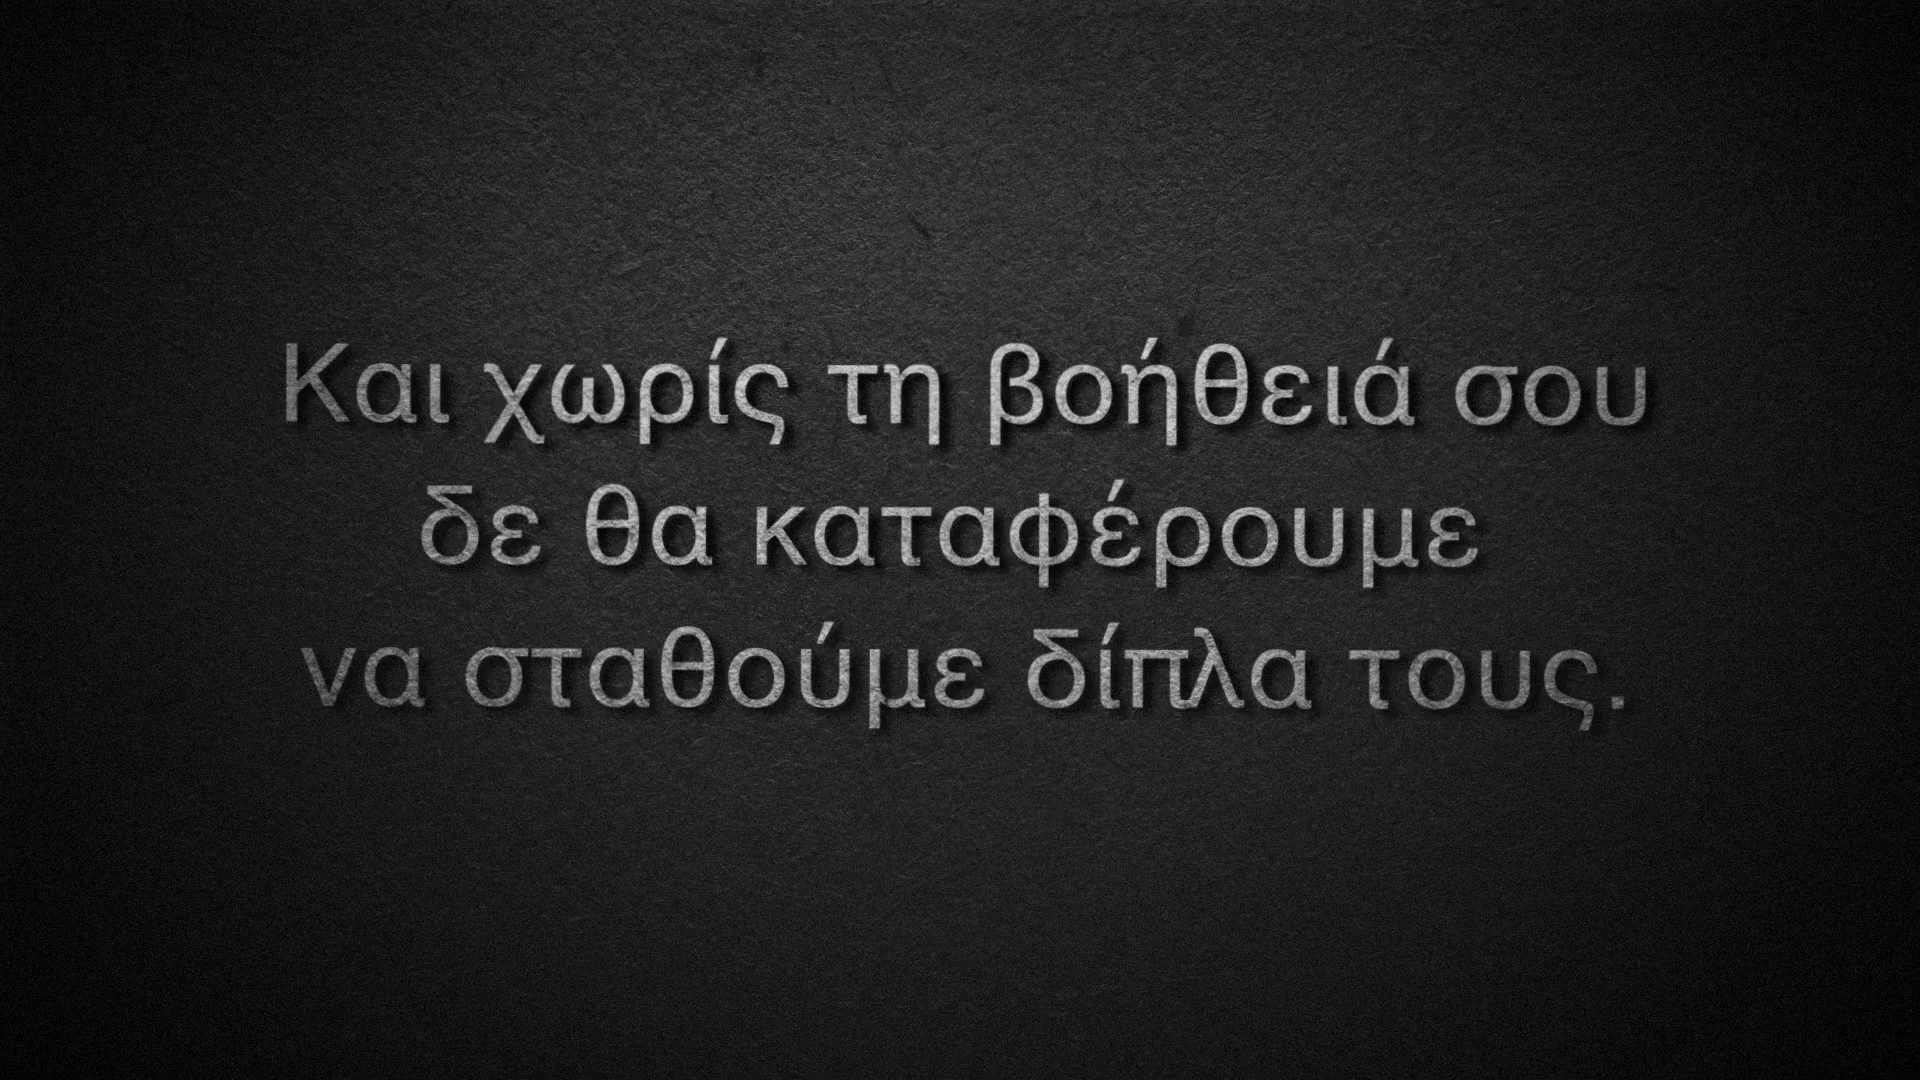 Και χωρίς τη βοήθειά σου
δε θα καταφέρουμε
να σταθούμε δίπλα τους.